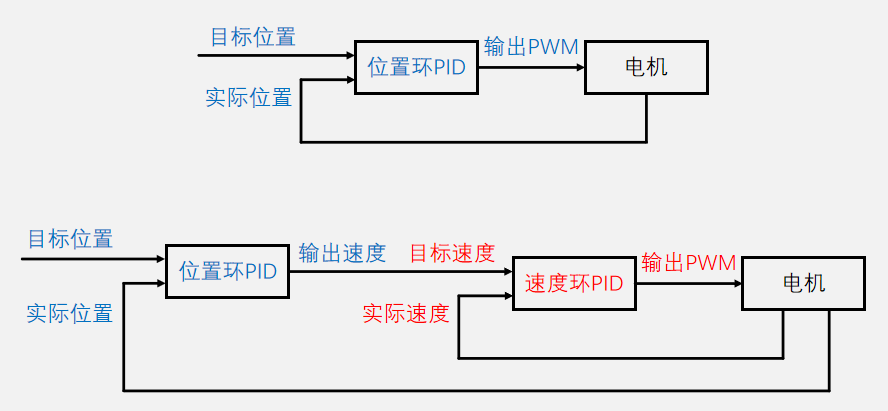 目标位置
输出PWM
位置环PID
电机
实际位置
目标位置
输出速度
目标速度
输出PWM
位置环PID
速度环PID
电机
实际位置
实际速度